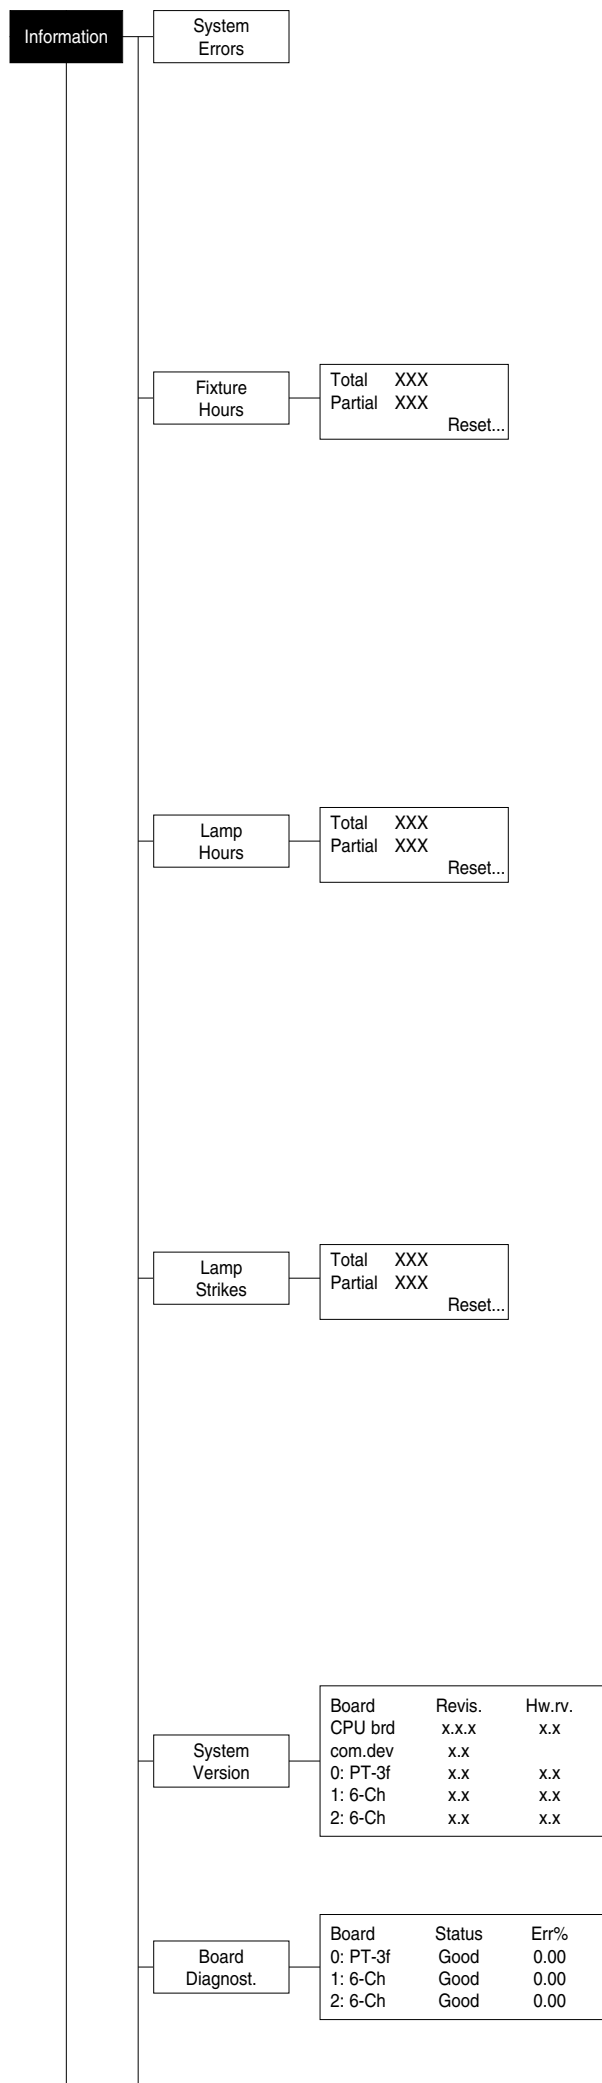 Information
System
Errors
Fixture
Hours
Total XXX
Partial XXX
Reset...
Lamp
Hours
Total XXX
Partial XXX
Reset...
Lamp
Strikes
Total XXX
Partial XXX
Reset...
System
Version
Board Revis. Hw.rv.
CPU brd x.x.x x.x
com.dev x.x
0: PT-3f x.x x.x
1: 6-Ch x.x x.x
2: 6-Ch x.x x.x
Board
Diagnost.
Board Status Err%
0: PT-3f Good 0.00
1: 6-Ch Good 0.00
2: 6-Ch Good 0.00